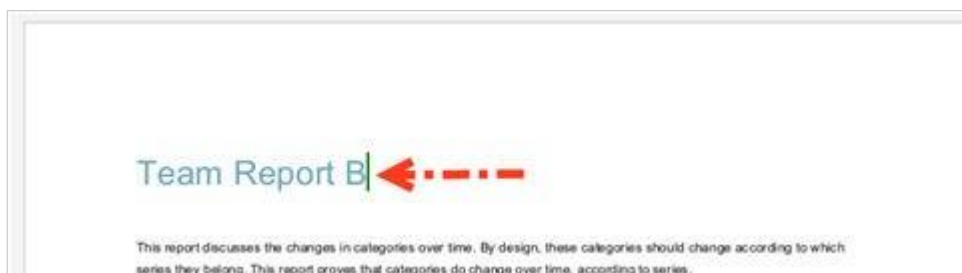 Team Report B
This report discusses the changes in categories over time. By design, these categories should change according to which
series they belong. This report proves that categories do change over time, according to series.